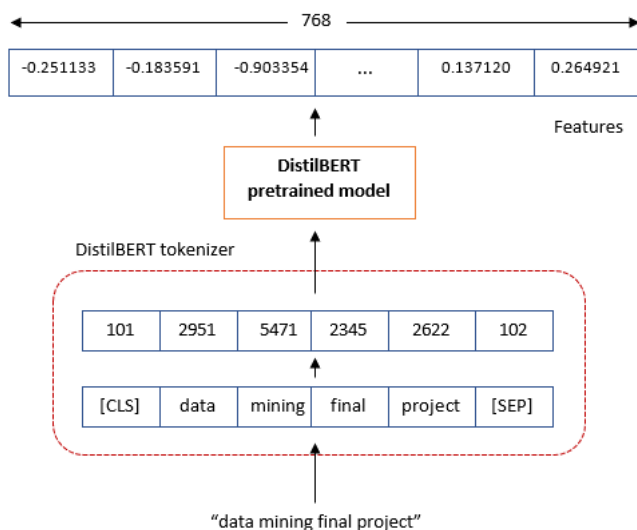 768
-0.251133 -0.183591 -0.903354 ... 0.137120 0.264921
Features
DistilBERT
pretrained model
DistilBERT tokenizer
101 2951 5471 2345 2622 102
[CLS] data mining final project [SEP]
“data mining final project”